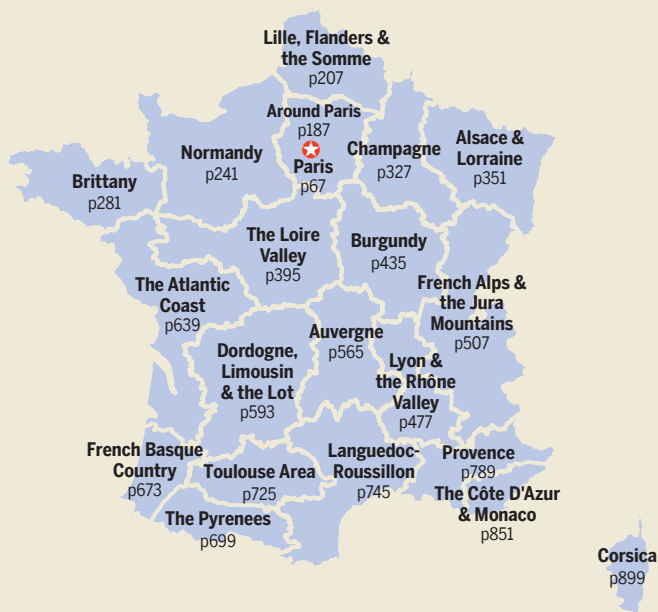 Lille, Flanders &
the Somme
p207
Around Paris
p187
Paris
p67
Normandy
p241
Champagne
p327
Alsace &
Lorraine
p351
Brittany
p281
The Loire
Valley
p395
Burgundy
p435
The Atlantic
Coast
p639
French Alps &
the Jura
Mountains
p507
Auvergne
p565
Dordogne,
Limousin
& the Lot
p593
Lyon &
the Rhône
Valley
p477
French Basque
Country
p673
Toulouse Area
p725
Languedoc-
Roussillon
p745
Provence
p789
The Côte D'Azur
& Monaco
p851
The Pyrenees
p699
Corsica
p899